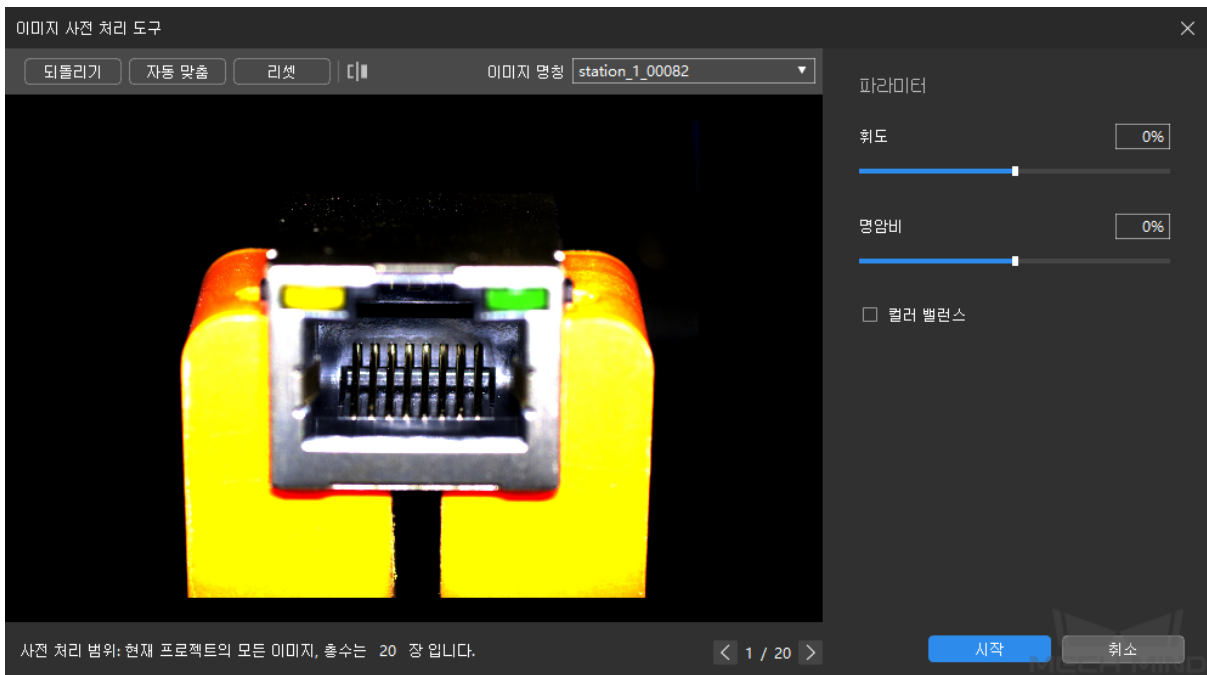 이미지 사전 처리 도구
되돌리기 자동 맞춤 리셋 이미지 명칭 station_1_00082
파라미터
휘도 0%
명암비 0%
컬러 밸런스
사전 처리 범위: 현재 프로젝트의 모든 이미지, 총수는 20 장 입니다.
1 / 20
시작 취소
MECH MIND